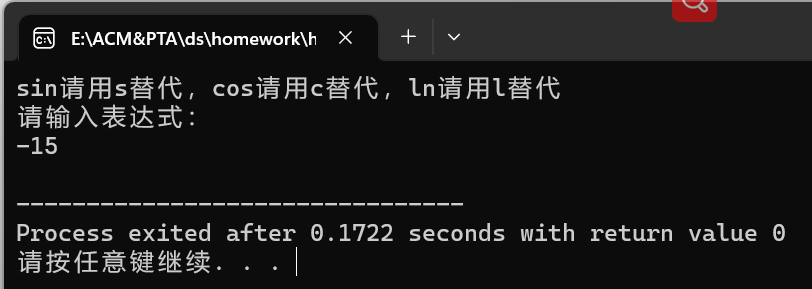 E:\ACM&PTA\ds\homework\h
sin请用s替代，cos请用c替代，ln请用l替代
请输入表达式：
-15
--------------------------------
Process exited after 0.1722 seconds with return value 0
请按任意键继续. . .